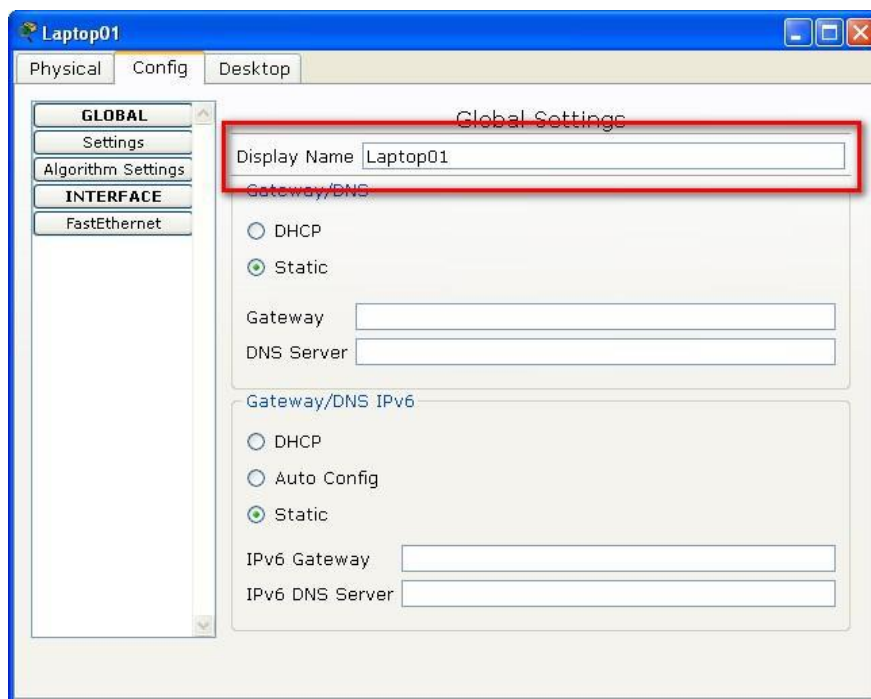 Laptop01
Physical Config Desktop
GLOBAL
Settings
Algorithm Settings
INTERFACE
FastEthernet
Global Settings
Display Name Laptop01
Gateway/DNS
DHCP
Static
Gateway
DNS Server
Gateway/DNS IPv6
DHCP
Auto Config
Static
IPv6 Gateway
IPv6 DNS Server